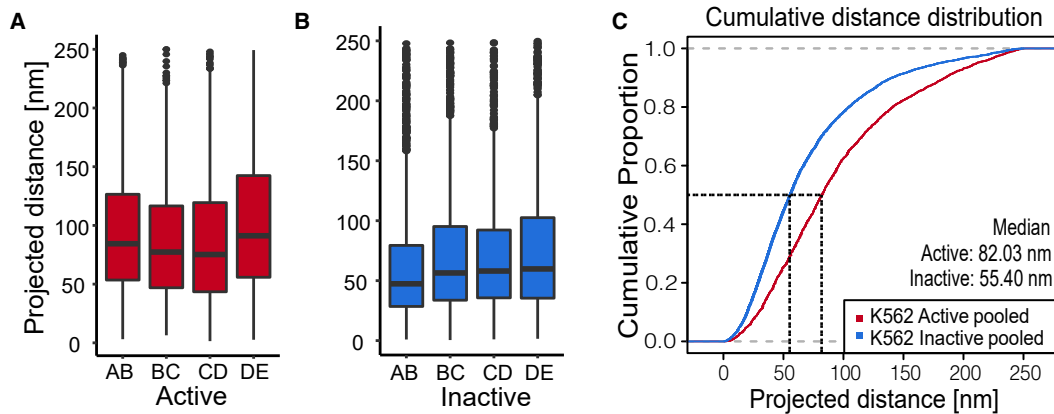 A
Projected distance [nm]
250
200
150
100
50
0
AB BC CD DE
Active
B
250
200
150
100
50
0
AB BC CD DE
Inactive
C
Cumulative distance distribution
Cumulative Proportion
1.0
0.8
0.6
0.4
0.2
0.0
Median
Active: 82.03 nm
Inactive: 55.40 nm
K562 Active pooled
K562 Inactive pooled
0 50 100 150 200 250
Projected distance [nm]